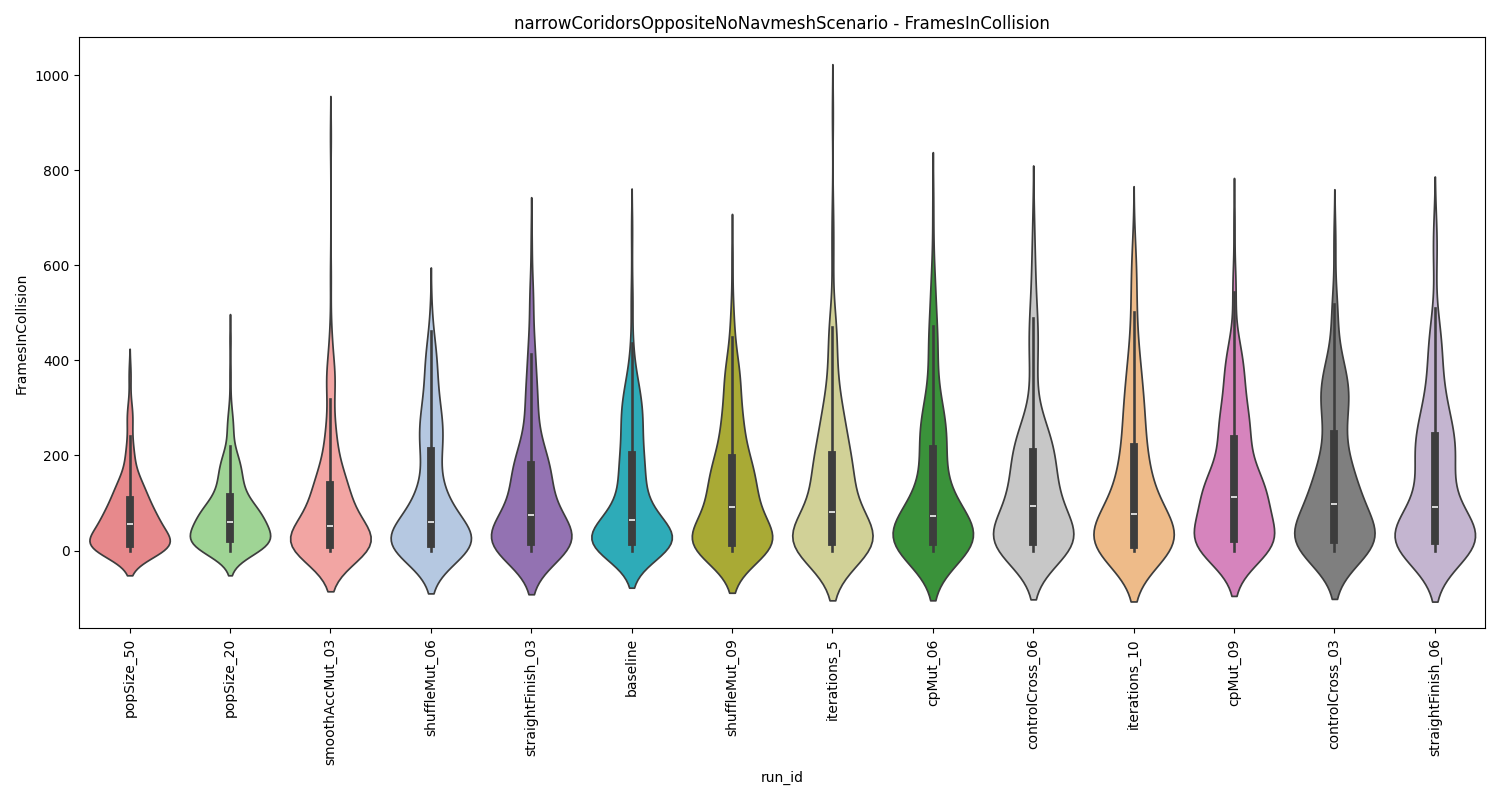 narrowCoridorsOppositeNoNavmeshScenario - FramesInCollision
1000
800
600
400
200
0
FramesInCollision
popSize_50
popSize_20
smoothAccMut_03
shuffleMut_06
straightFinish_03
baseline
shuffleMut_09
iterations_5
cpMut_06
controlCross_06
iterations_10
cpMut_09
controlCross_03
straightFinish_06
run_id